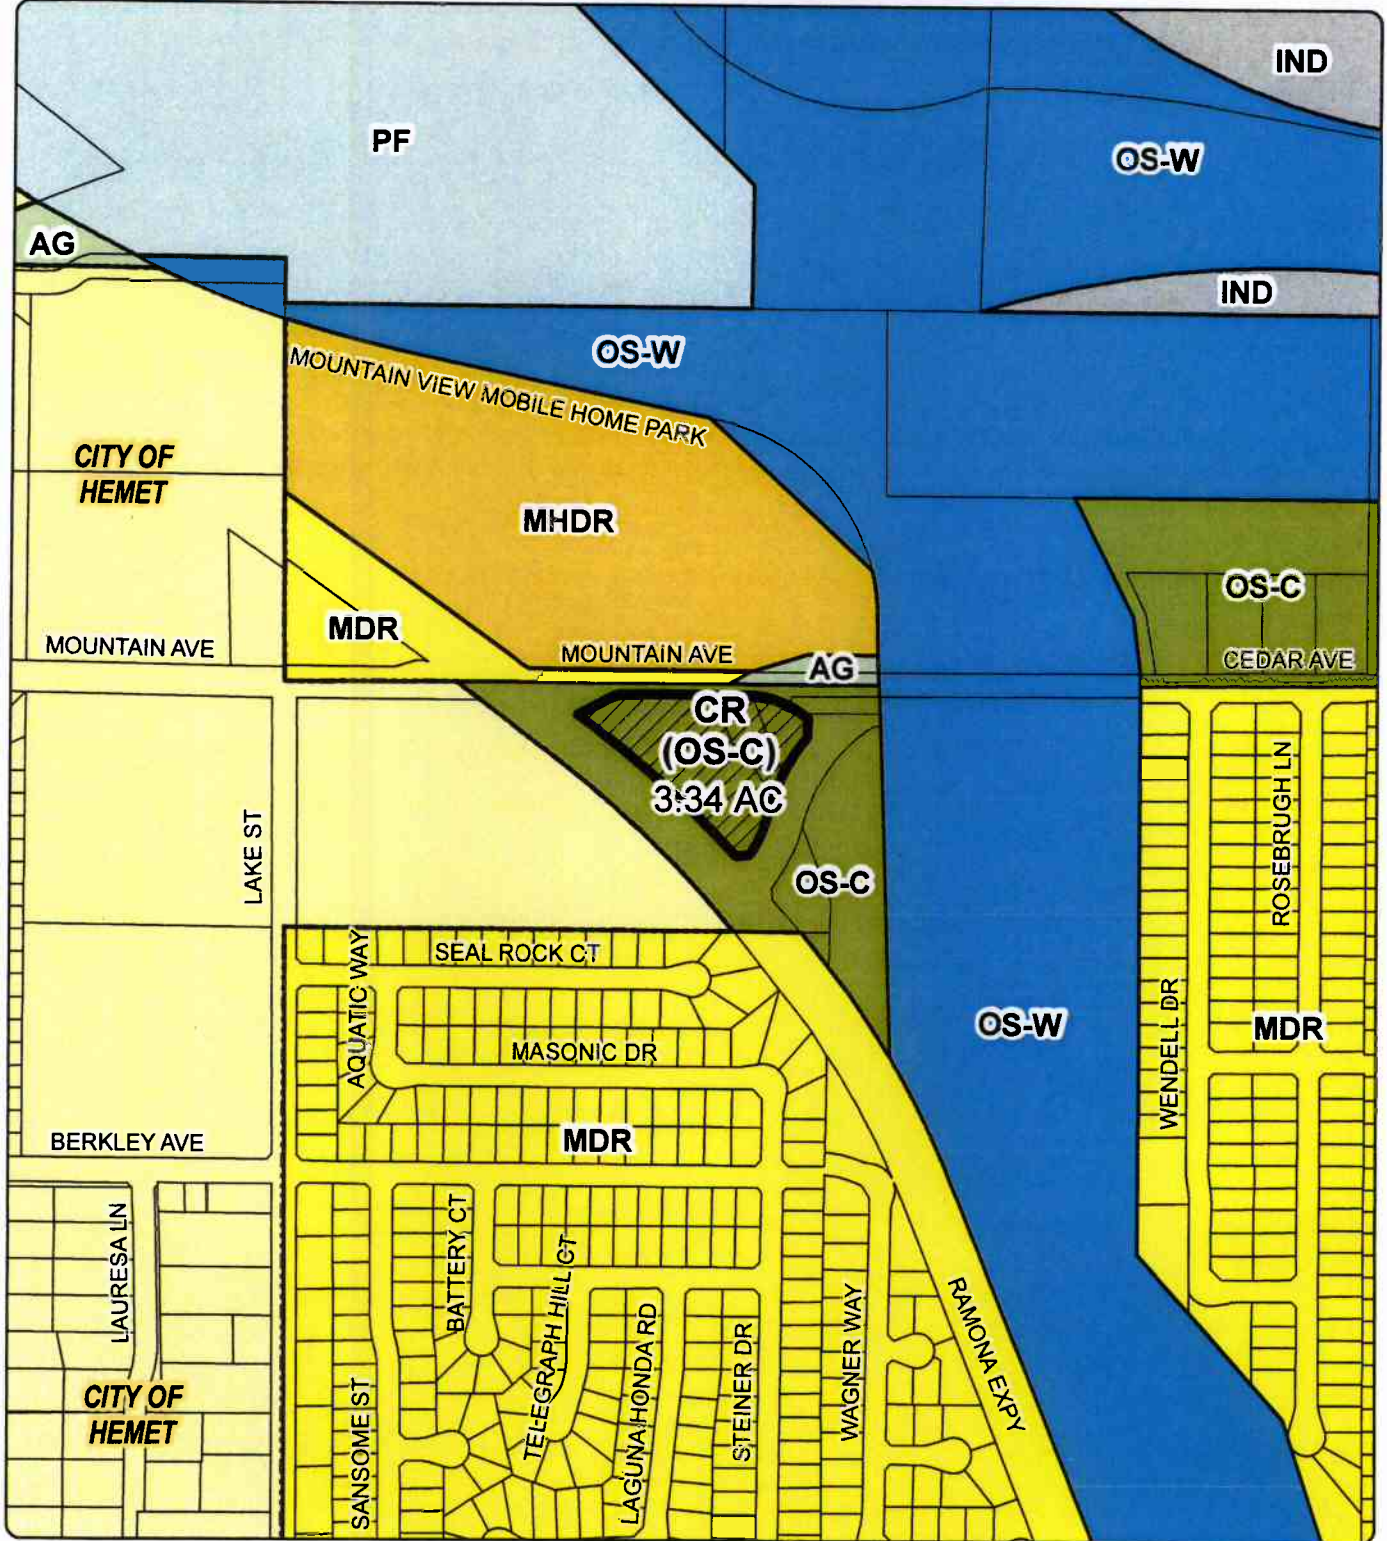 IND
PF
OS-W
AG
IND
OS-W
MOUNTAIN VIEW MOBILE HOME PARK
CITY OF
HEMET
MHDR
OS-C
MDR
MOUNTAIN AVE
MOUNTAIN AVE
AG
CEDAR AVE
CR
(OS-C)
3.34 AC
LAKE ST
ROSEBRUGH LN
OS-C
SEAL ROCK CT
AQUATIC WAY
OS-W
WENDELL DR
MDR
MASONIC DR
BERKLEY AVE
MDR
LAURESA LN
BATTERY CT
TELEGRAPH HILL CT
LAGUNA HONDA RD
STEINER DR
WAGNER WAY
RAMONA EXPY
CITY OF
HEMET
SANSOME ST